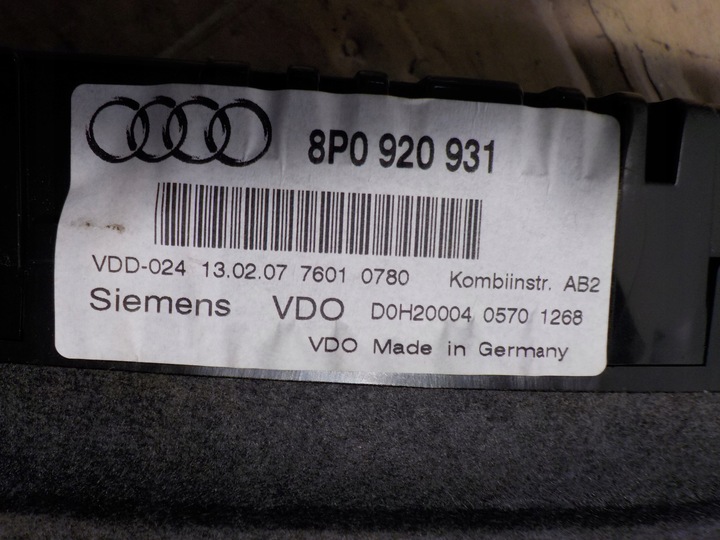 8P0 920 931
VDD-024 13.02.07 7601 0780 Kombiinstr. AB2
Siemens VDO D0H20004 0570 1268
VDO Made in Germany